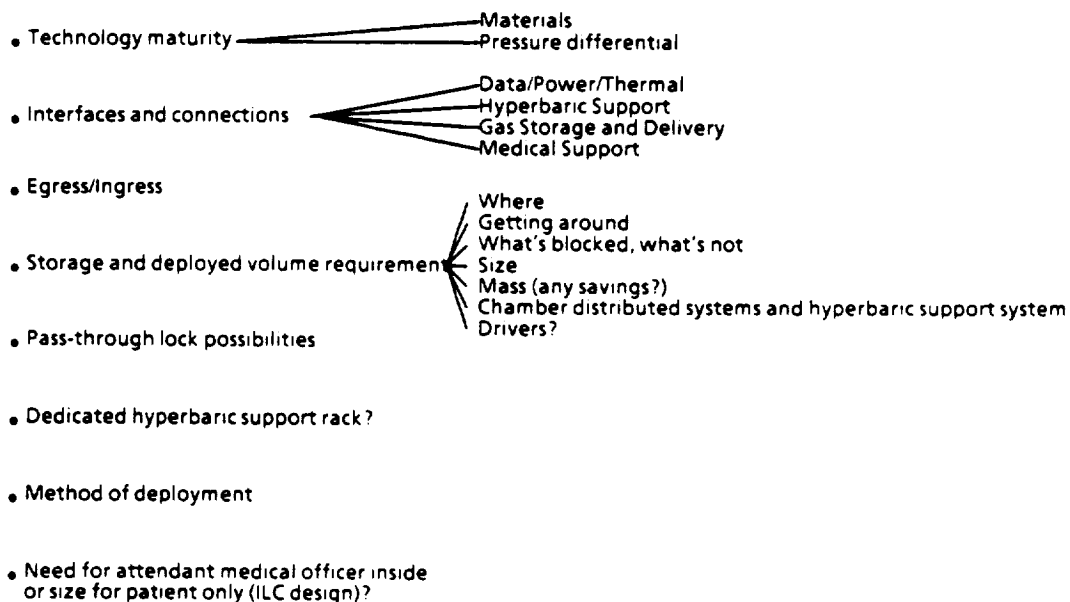 • Technology maturity
Materials
Pressure differential
• Interfaces and connections
Data/Power/Thermal
Hyperbaric Support
Gas Storage and Delivery
Medical Support
• Egress/Ingress
• Storage and deployed volume requirement
Where
Getting around
What's blocked, what's not
Size
Mass (any savings?)
Chamber distributed systems and hyperbaric support system
Drivers?
• Pass-through lock possibilities
• Dedicated hyperbaric support rack?
• Method of deployment
• Need for attendant medical officer inside
or size for patient only (ILC design)?